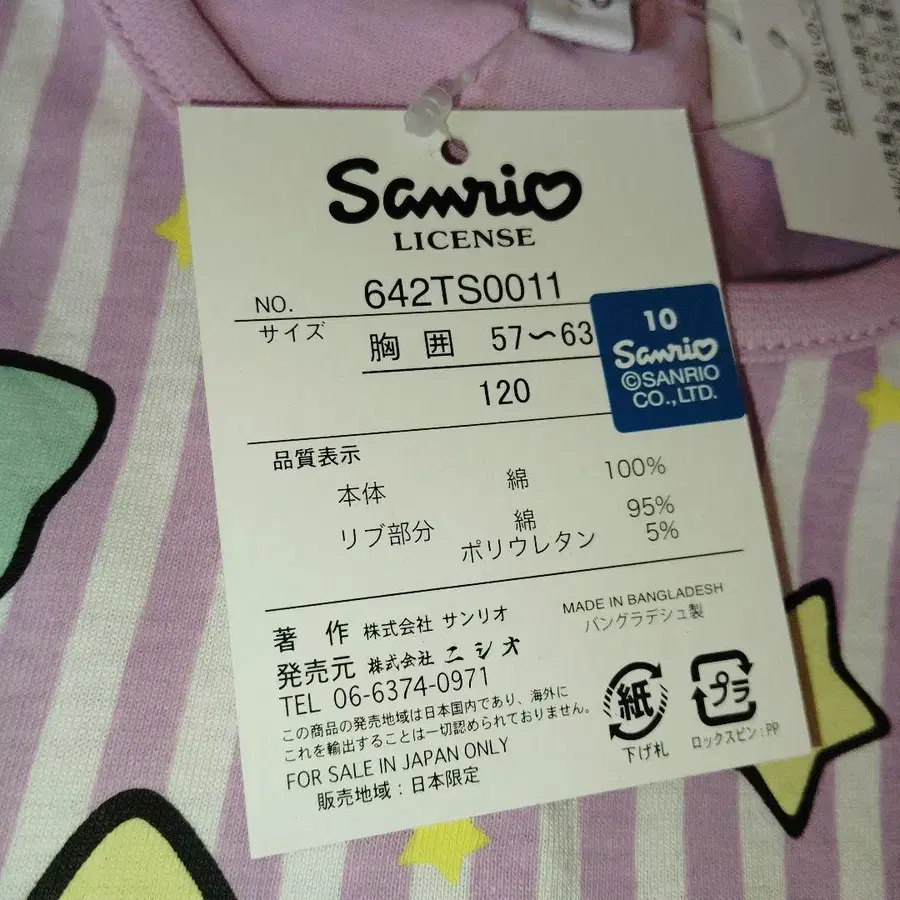 Sanrio
LICENSE
NO. 642TS0011
サイズ
胸囲 57〜63
120
10
Sanrio
©SANRIO
CO.,LTD.
品質表示
本体 綿 100%
リブ部分 綿 95%
ポリウレタン 5%
MADE IN BANGLADESH
バングラデシュ製
著作 株式会社 サンリオ
発売元 株式会社 ニシオ
TEL 06-6374-0971
この商品の発売地域は日本国内であり、海外に
これを輸出することは一切認められておりません。
FOR SALE IN JAPAN ONLY
販売地域：日本限定
紙
下げ札
プラ
ロックスピン：PP
お取り扱いのご